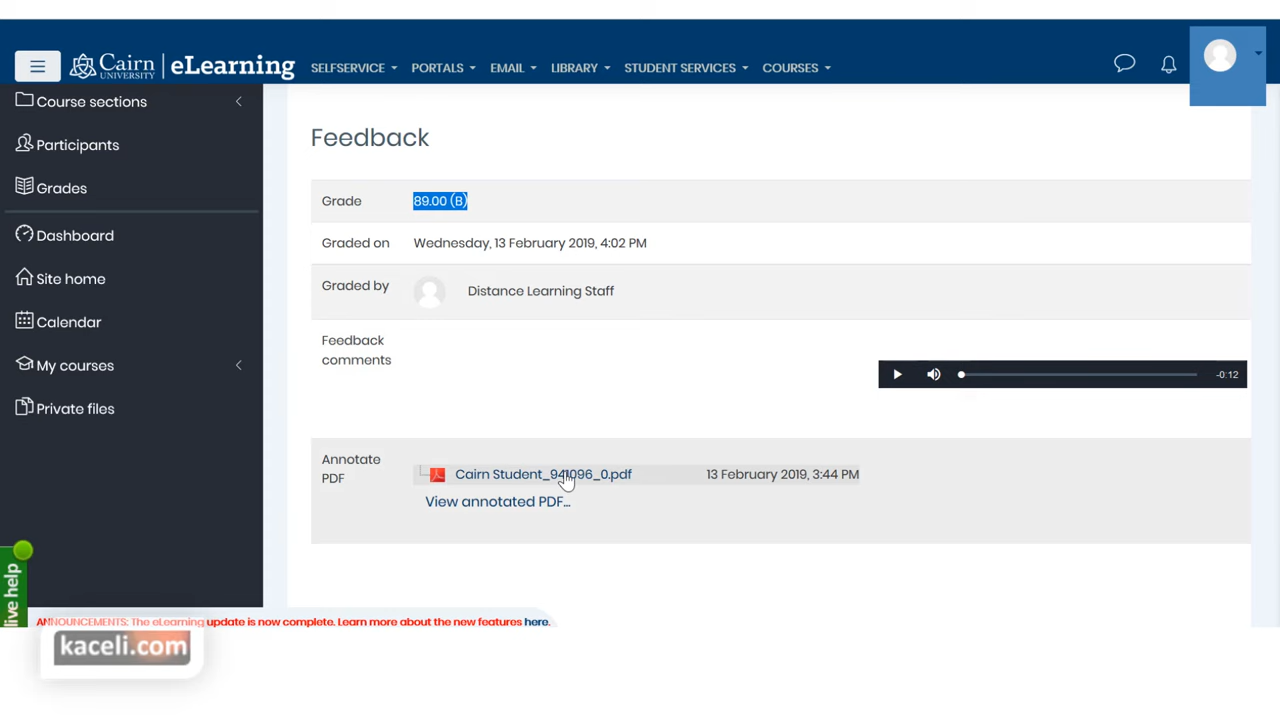 Cairn UNIVERSITY eLearning SELFSERVICE PORTALS EMAIL LIBRARY STUDENT SERVICES COURSES
Course sections
Participants
Grades
Dashboard
Site home
Calendar
My courses
Private files
Feedback
Grade 89.00 (B)
Graded on Wednesday, 13 February 2019, 4:02 PM
Graded by Distance Learning Staff
Feedback
comments
-0:12
Annotate
PDF
Cairn Student_941096_0.pdf 13 February 2019, 3:44 PM
View annotated PDF...
live help
ANNOUNCEMENTS: The eLearning update is now complete. Learn more about the new features here.
kaceli.com